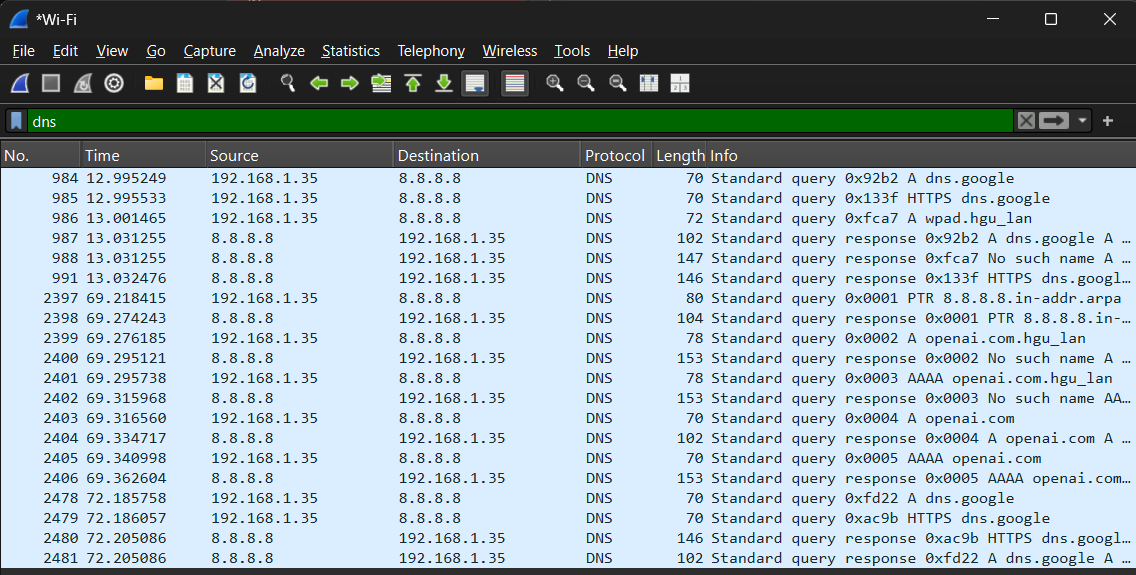 *Wi-Fi
File Edit View Go Capture Analyze Statistics Telephony Wireless Tools Help
dns
No. Time Source Destination Protocol Length Info
984 12.995249 192.168.1.35 8.8.8.8 DNS 70 Standard query 0x92b2 A dns.google
985 12.995533 192.168.1.35 8.8.8.8 DNS 70 Standard query 0x133f HTTPS dns.google
986 13.001465 192.168.1.35 8.8.8.8 DNS 72 Standard query 0xfca7 A wpad.hgu_lan
987 13.031255 8.8.8.8 192.168.1.35 DNS 102 Standard query response 0x92b2 A dns.google A …
988 13.031255 8.8.8.8 192.168.1.35 DNS 147 Standard query response 0xfca7 No such name A …
991 13.032476 8.8.8.8 192.168.1.35 DNS 146 Standard query response 0x133f HTTPS dns.googl…
2397 69.218415 192.168.1.35 8.8.8.8 DNS 80 Standard query 0x0001 PTR 8.8.8.8.in-addr.arpa
2398 69.274243 8.8.8.8 192.168.1.35 DNS 104 Standard query response 0x0001 PTR 8.8.8.8.in-…
2399 69.276185 192.168.1.35 8.8.8.8 DNS 78 Standard query 0x0002 A openai.com.hgu_lan
2400 69.295121 8.8.8.8 192.168.1.35 DNS 153 Standard query response 0x0002 No such name A …
2401 69.295738 192.168.1.35 8.8.8.8 DNS 78 Standard query 0x0003 AAAA openai.com.hgu_lan
2402 69.315968 8.8.8.8 192.168.1.35 DNS 153 Standard query response 0x0003 No such name AA…
2403 69.316560 192.168.1.35 8.8.8.8 DNS 70 Standard query 0x0004 A openai.com
2404 69.334717 8.8.8.8 192.168.1.35 DNS 102 Standard query response 0x0004 A openai.com A …
2405 69.340998 192.168.1.35 8.8.8.8 DNS 70 Standard query 0x0005 AAAA openai.com
2406 69.362604 8.8.8.8 192.168.1.35 DNS 153 Standard query response 0x0005 AAAA openai.com…
2478 72.185758 192.168.1.35 8.8.8.8 DNS 70 Standard query 0xfd22 A dns.google
2479 72.186057 192.168.1.35 8.8.8.8 DNS 70 Standard query 0xac9b HTTPS dns.google
2480 72.205086 8.8.8.8 192.168.1.35 DNS 146 Standard query response 0xac9b HTTPS dns.googl…
2481 72.205086 8.8.8.8 192.168.1.35 DNS 102 Standard query response 0xfd22 A dns.google A …